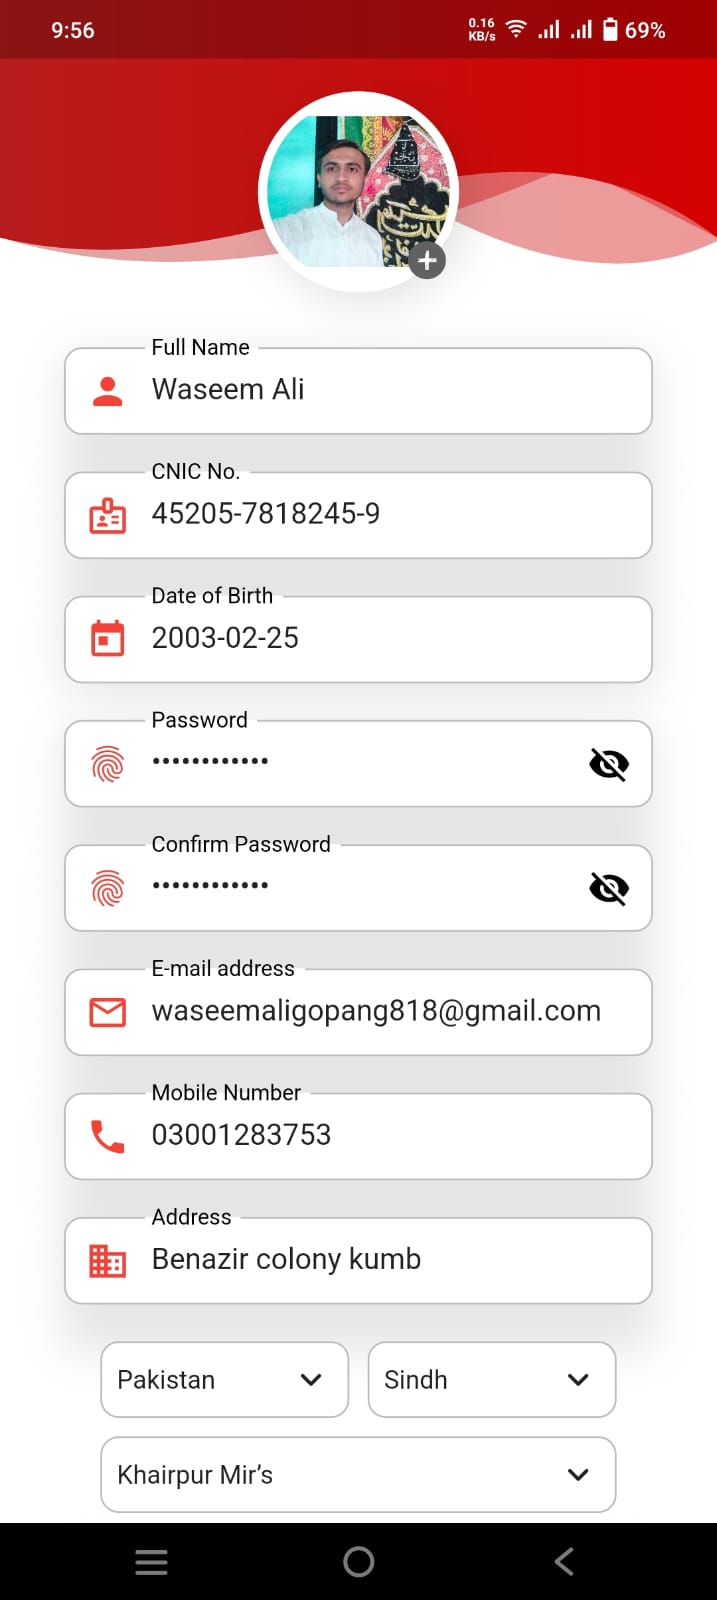 9:56
0.16
KB/s
69%
Full Name
Waseem Ali
CNIC No.
45205-7818245-9
Date of Birth
2003-02-25
Password
••••••••••••
Confirm Password
••••••••••••
E-mail address
waseemaligopang818@gmail.com
Mobile Number
03001283753
Address
Benazir colony kumb
Pakistan
Sindh
Khairpur Mir’s